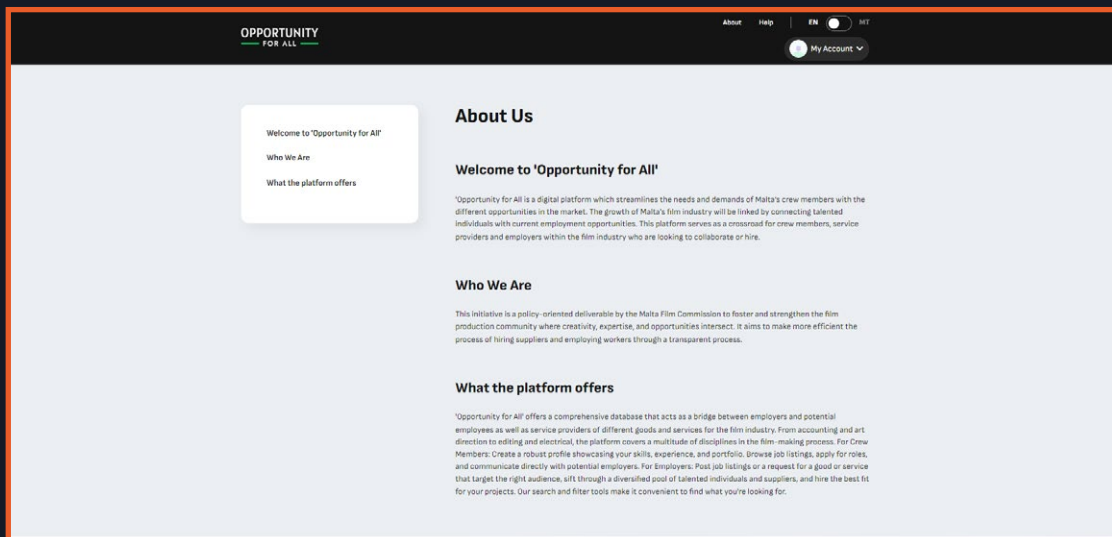 OPPORTUNITY
FOR ALL
About Help EN MT
My Account
Welcome to 'Opportunity for All'
Who We Are
What the platform offers
About Us
Welcome to 'Opportunity for All'
'Opportunity for All is a digital platform which streamlines the needs and demands of Malta's crew members with the
different opportunities in the market. The growth of Malta's film industry will be linked by connecting talented
individuals with current employment opportunities. This platform serves as a crossroad for crew members, service
providers and employers within the film industry who are looking to collaborate or hire.
Who We Are
This initiative is a policy-oriented deliverable by the Malta Film Commission to foster and strengthen the film
production community where creativity, expertise, and opportunities intersect. It aims to make more efficient the
process of hiring suppliers and employing workers through a transparent process.
What the platform offers
'Opportunity for All' offers a comprehensive database that acts as a bridge between employers and potential
employees as well as service providers of different goods and services for the film industry. From accounting and art
direction to editing and electrical, the platform covers a multitude of disciplines in the film-making process. For Crew
Members: Create a robust profile showcasing your skills, experience, and portfolio. Browse job listings, apply for roles,
and communicate directly with potential employers. For Employers: Post job listings or a request for a good or service
that target the right audience, sift through a diversified pool of talented individuals and suppliers, and hire the best fit
for your projects. Our search and filter tools make it convenient to find what you're looking for.